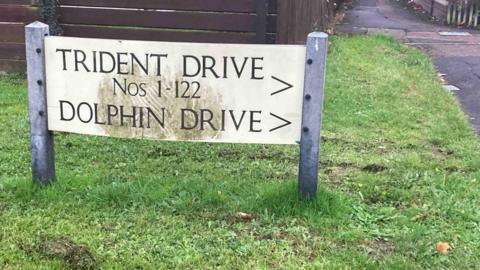 TRIDENT DRIVE >
Nos 1-122
DOLPHIN DRIVE >